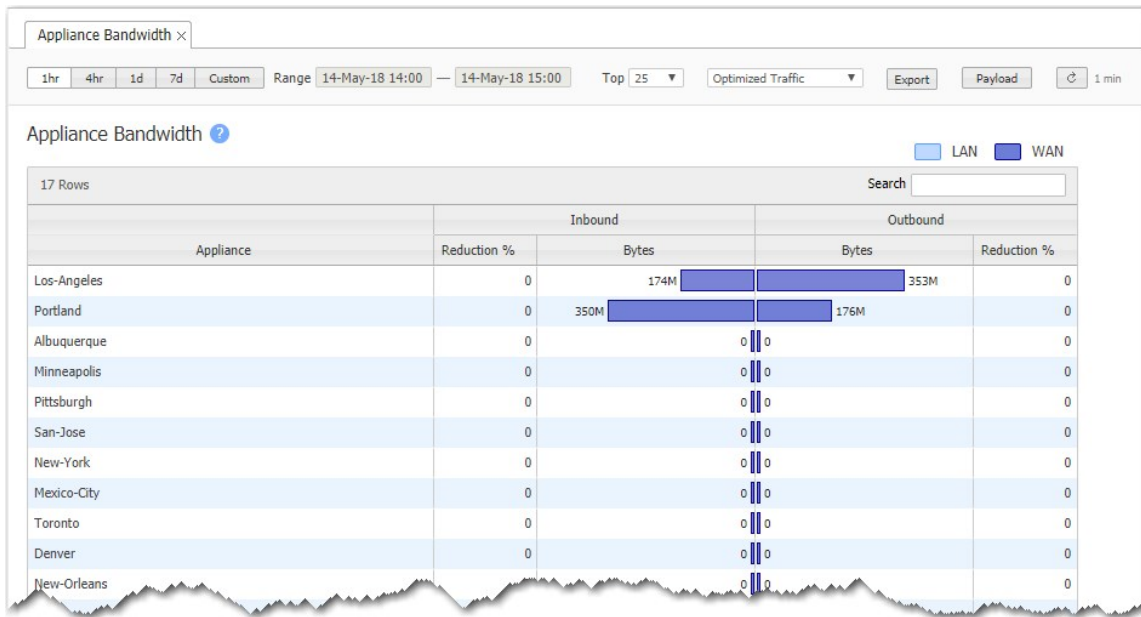 Appliance Bandwidth ×
1hr 4hr 1d 7d Custom Range 14-May-18 14:00 — 14-May-18 15:00 Top 25 Optimized Traffic Export Payload 1 min
Appliance Bandwidth ?
LAN WAN
17 Rows Search
Inbound Outbound
Appliance Reduction % Bytes Bytes Reduction %
Los-Angeles 0 174M 353M 0
Portland 0 350M 176M 0
Albuquerque 0 0 0 0
Minneapolis 0 0 0 0
Pittsburgh 0 0 0 0
San-Jose 0 0 0 0
New-York 0 0 0 0
Mexico-City 0 0 0 0
Toronto 0 0 0 0
Denver 0 0 0 0
New-Orleans 0 0 0